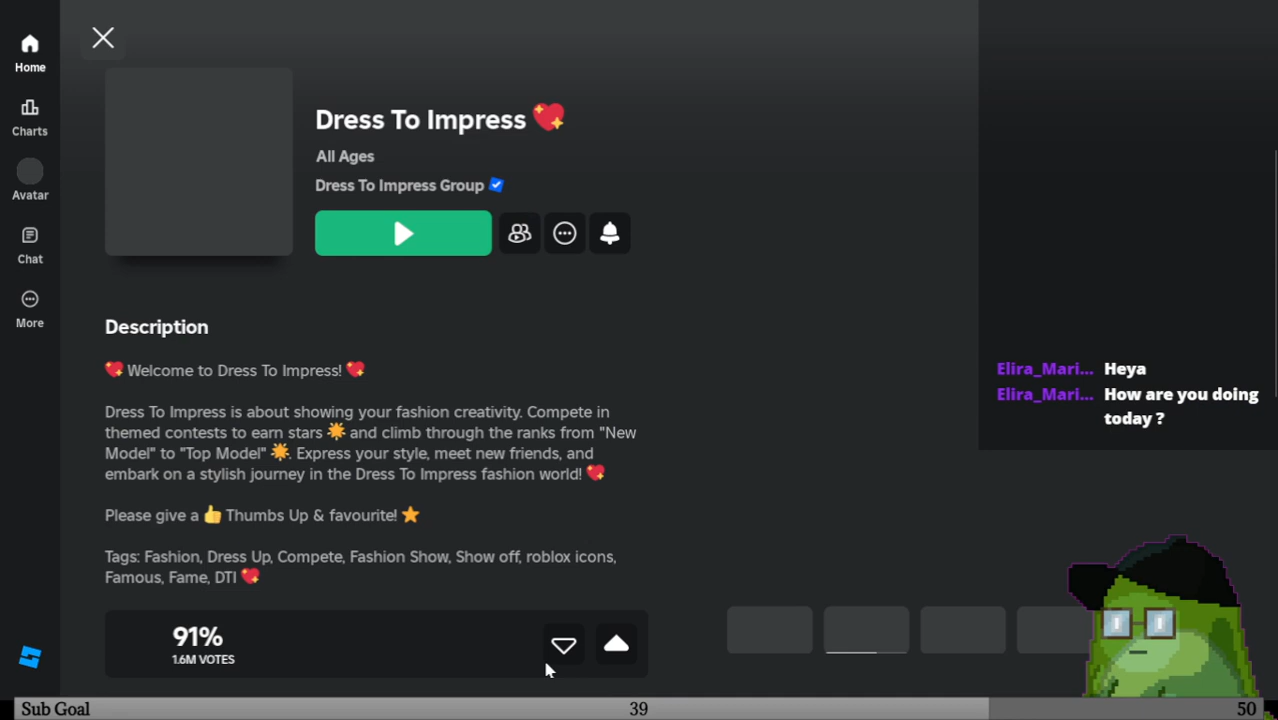 Home
Charts
Avatar
Chat
More
Dress To Impress 💖
All Ages
Dress To Impress Group
Description
💖 Welcome to Dress To Impress! 💖
Dress To Impress is about showing your fashion creativity. Compete in
themed contests to earn stars 🌟 and climb through the ranks from "New
Model" to "Top Model" 🌟. Express your style, meet new friends, and
embark on a stylish journey in the Dress To Impress fashion world! 💖
Please give a 👍 Thumbs Up & favourite! ⭐
Tags: Fashion, Dress Up, Compete, Fashion Show, Show off, roblox icons,
Famous, Fame, DTI 💖
91%
1.6M VOTES
Elira_Mari... Heya
Elira_Mari... How are you doing
today ?
Sub Goal 39 50